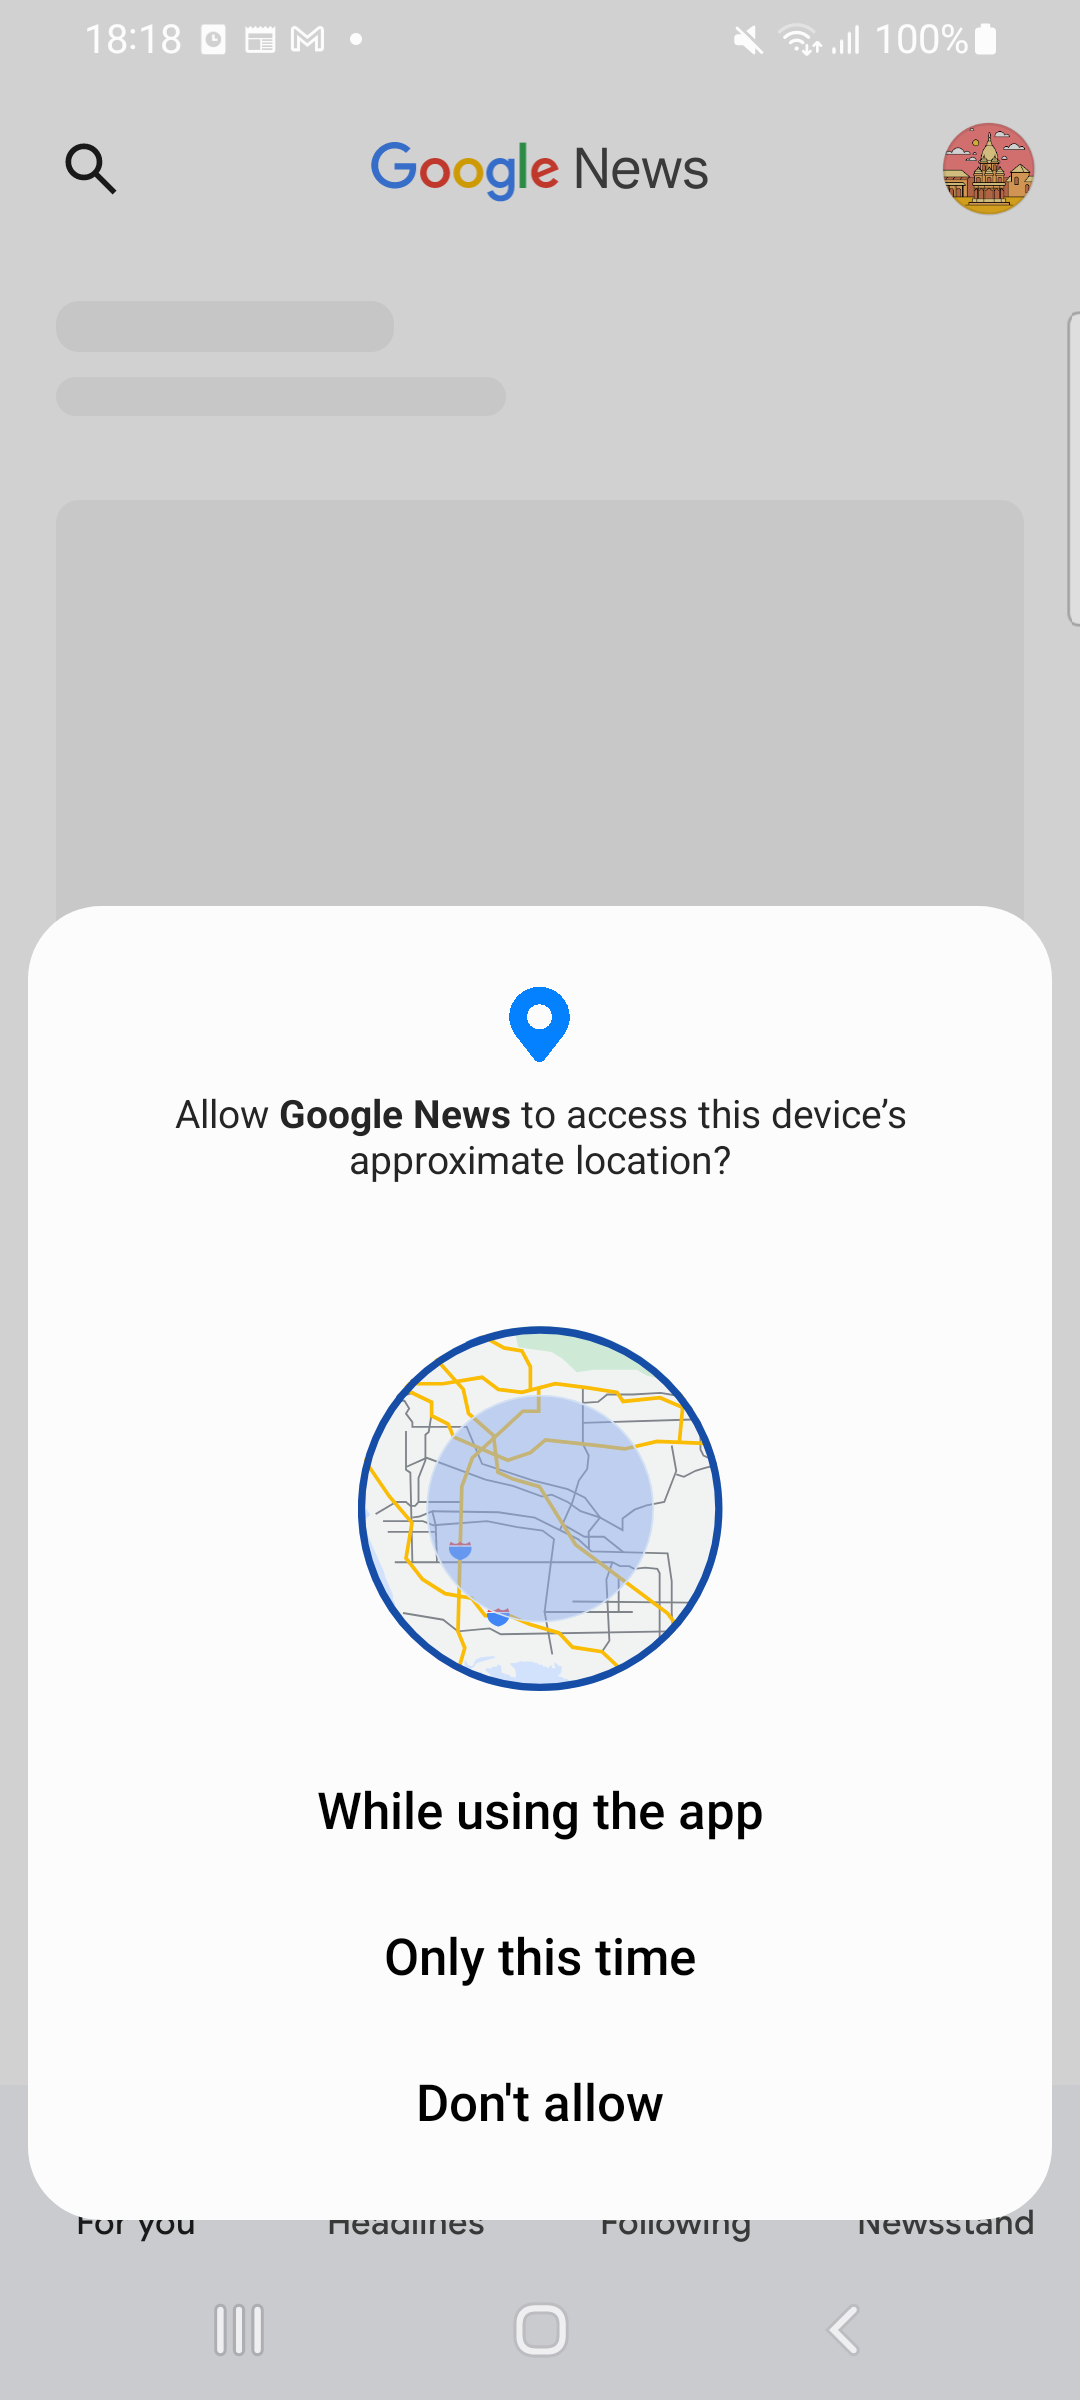 18:18
100%
Google News
Allow Google News to access this device’s
approximate location?
While using the app
Only this time
Don't allow
For you
Headlines
Following
Newsstand